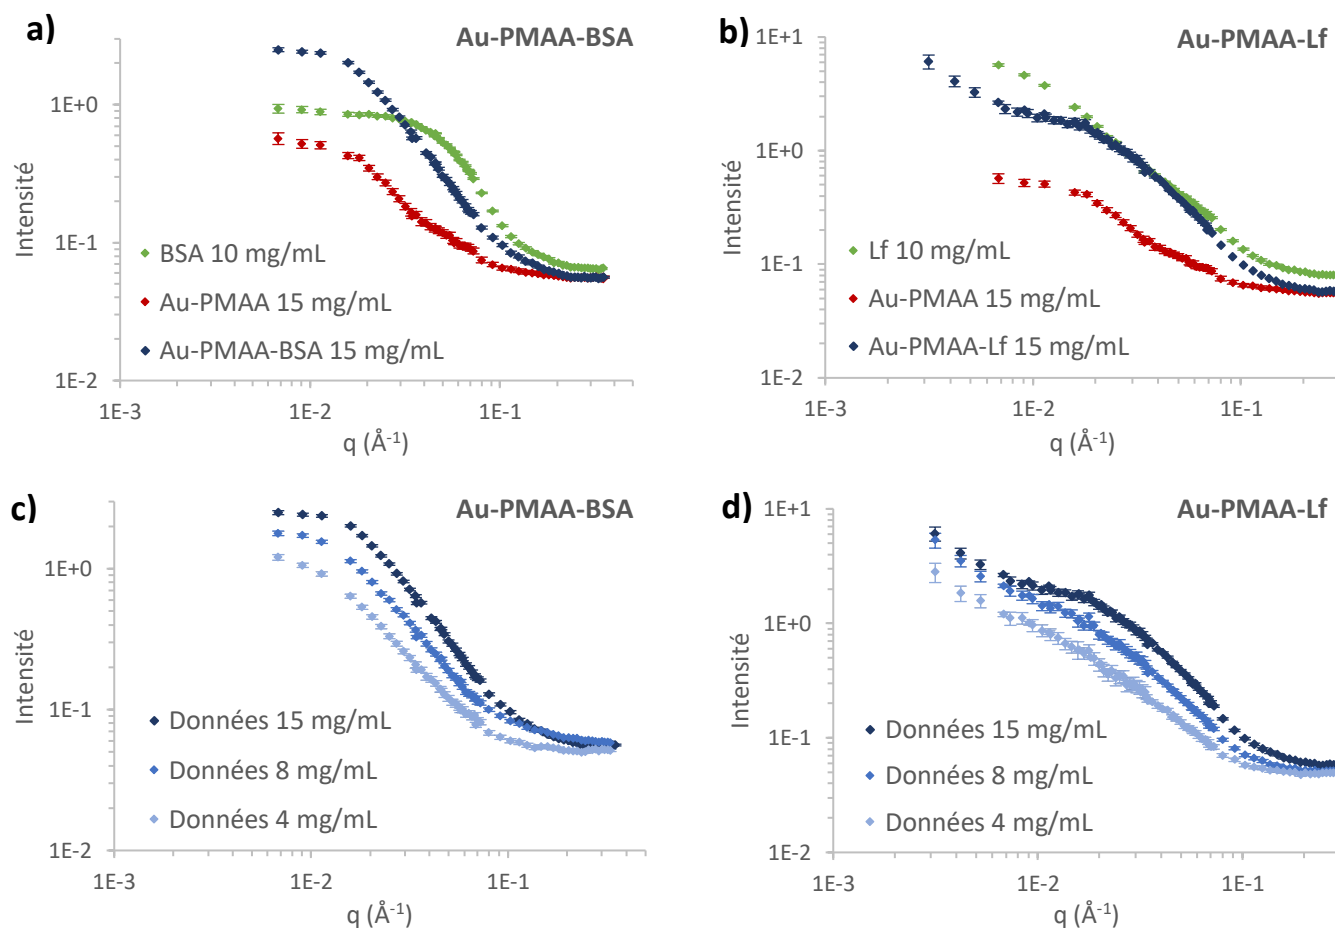 a)
Au-PMAA-BSA
1E+0
1E-1
1E-2
1E-3
1E-2
1E-1
Intensité
q (Å-1)
BSA 10 mg/mL
Au-PMAA 15 mg/mL
Au-PMAA-BSA 15 mg/mL
b)
Au-PMAA-Lf
1E+1
1E+0
1E-1
1E-2
1E-3
1E-2
1E-1
Intensité
q (Å-1)
Lf 10 mg/mL
Au-PMAA 15 mg/mL
Au-PMAA-Lf 15 mg/mL
c)
Au-PMAA-BSA
1E+0
1E-1
1E-2
1E-3
1E-2
1E-1
Intensité
q (Å-1)
Données 15 mg/mL
Données 8 mg/mL
Données 4 mg/mL
d)
Au-PMAA-Lf
1E+1
1E+0
1E-1
1E-2
1E-3
1E-2
1E-1
Intensité
q (Å-1)
Données 15 mg/mL
Données 8 mg/mL
Données 4 mg/mL